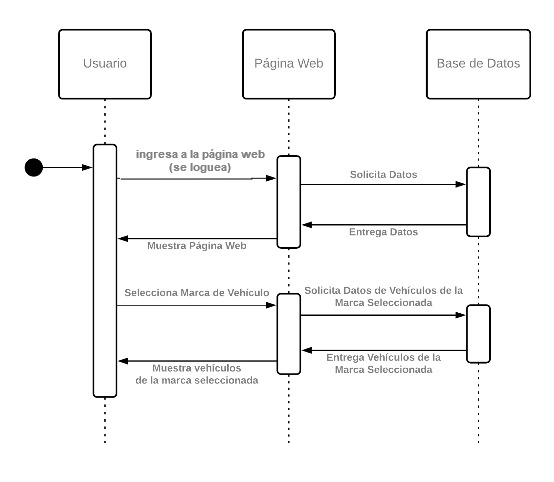 Usuario
Página Web
Base de Datos
ingresa a la página web
(se loguea)
Solicita Datos
Entrega Datos
Muestra Página Web
Selecciona Marca de Vehículo
Solicita Datos de Vehículos de la
Marca Seleccionada
Entrega Vehículos de la
Marca Seleccionada
Muestra vehículos
de la marca seleccionada